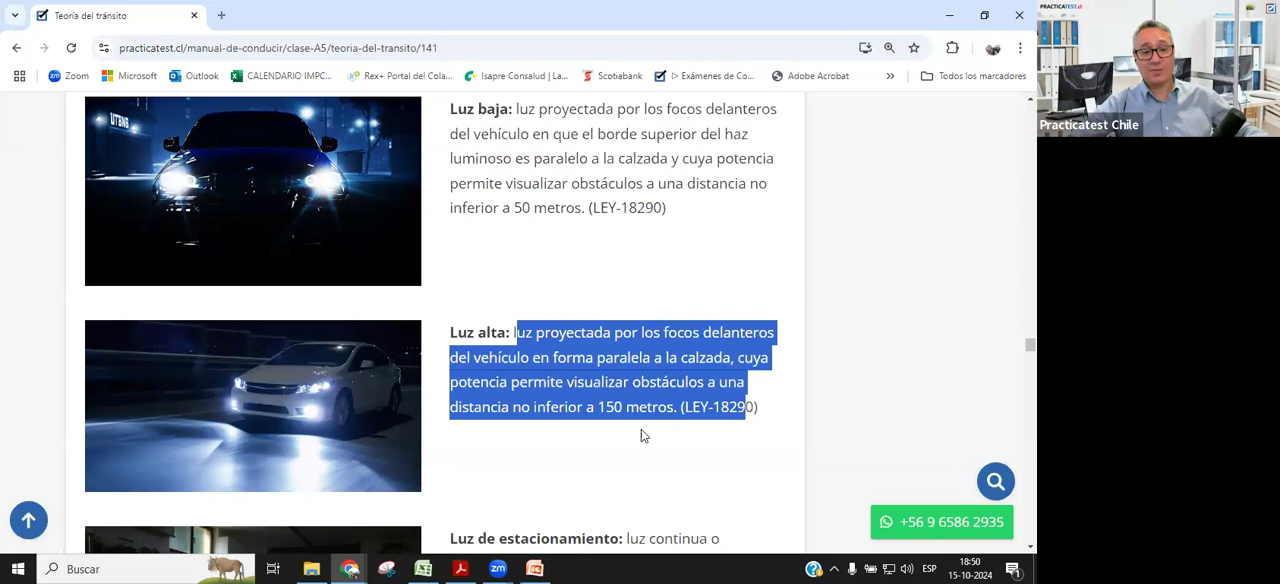 Teoría del tránsito
practicatest.cl/manual-de-conducir/clase-A5/teoria-del-transito/141
Zoom
Microsoft
Outlook
CALENDARIO IMPC...
Rex+ Portal del Cola...
Isapre Consalud | La...
Scotiabank
▷ Exámenes de Co...
Adobe Acrobat
»
Todos los marcadores
PRACTICATEST.cl
Practicatest Chile
UTBNS
Luz baja: luz proyectada por los focos delanteros
del vehículo en que el borde superior del haz
luminoso es paralelo a la calzada y cuya potencia
permite visualizar obstáculos a una distancia no
inferior a 50 metros. (LEY-18290)
Luz alta: luz proyectada por los focos delanteros
del vehículo en forma paralela a la calzada, cuya
potencia permite visualizar obstáculos a una
distancia no inferior a 150 metros. (LEY-18290)
+56 9 6586 2935
Luz de estacionamiento: luz continua o
Buscar
ESP
18:50
15-10-2024